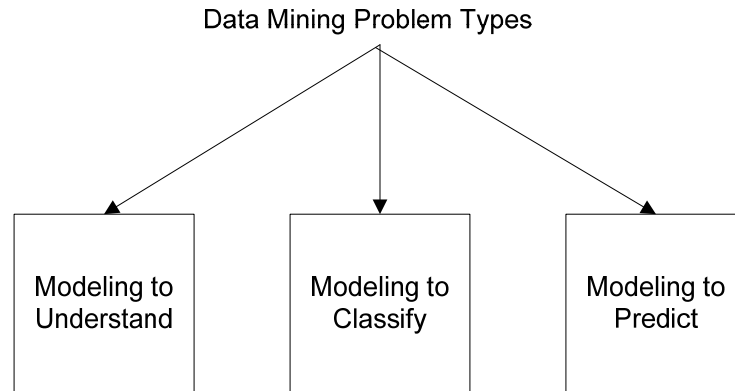 Data Mining Problem Types
Modeling to
Understand
Modeling to
Classify
Modeling to
Predict